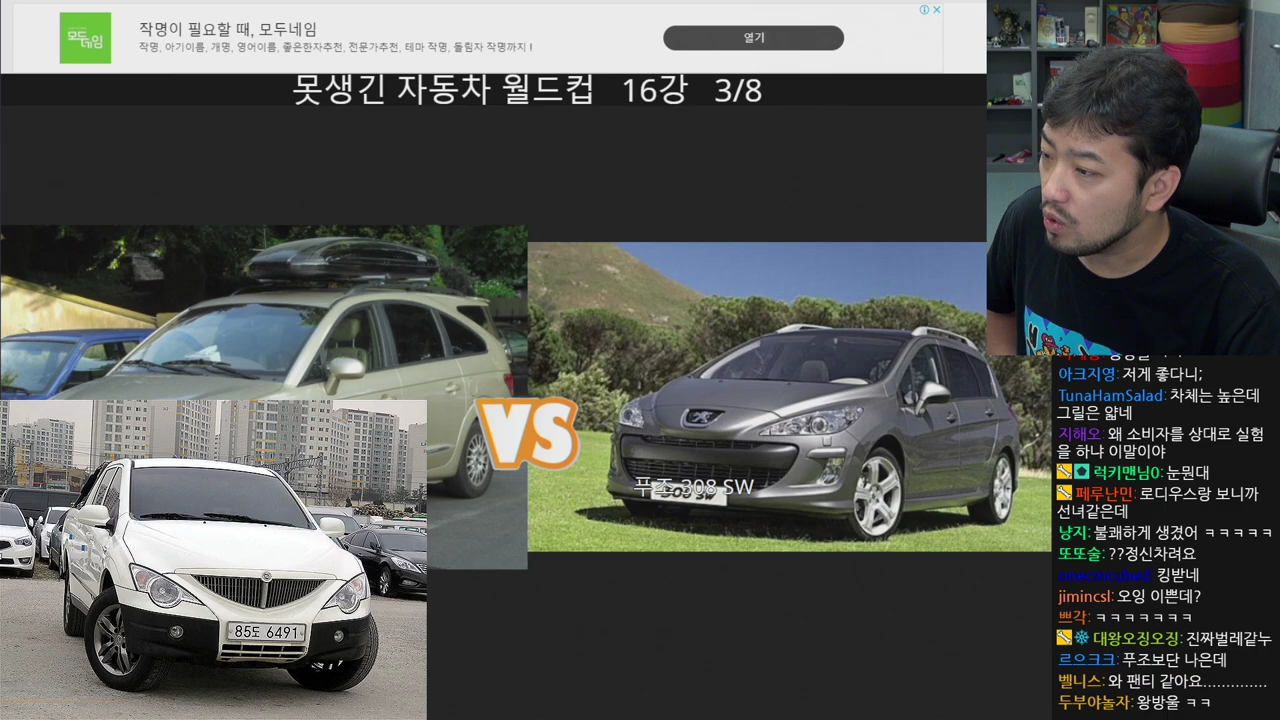 모두네임
작명이 필요할 때, 모두네임
작명, 아기이름, 개명, 영어이름, 좋은한자추천, 전문가추천, 테마 작명, 돌림자 작명까지 !
열기
못생긴 자동차 월드컵 16강 3/8
VS
푸조 308 SW
85도 6491
아크지영: 저게 좋다니;
TunaHamSalad: 차체는 높은데
그릴은 얇네
지해오: 왜 소비자를 상대로 실험
을 하냐 이말이야
럭키맨님0: 눈뭔대
페루난민: 로디우스랑 보니까
선녀같은데
냥지: 불쾌하게 생겼어 ㅋㅋㅋㅋㅋ
또또술: ??정신차려요
onecmcubed: 킹받네
jimincsl: 오잉 이쁜데?
쁘각: ㅋㅋㅋㅋㅋㅋㅋ
대왕오징오징: 진짜벌레같누
르으크크: 푸조보단 나은데
벨니스: 와 팬티 같아요..............
두부야놀자: 왕방울 ㅋㅋ